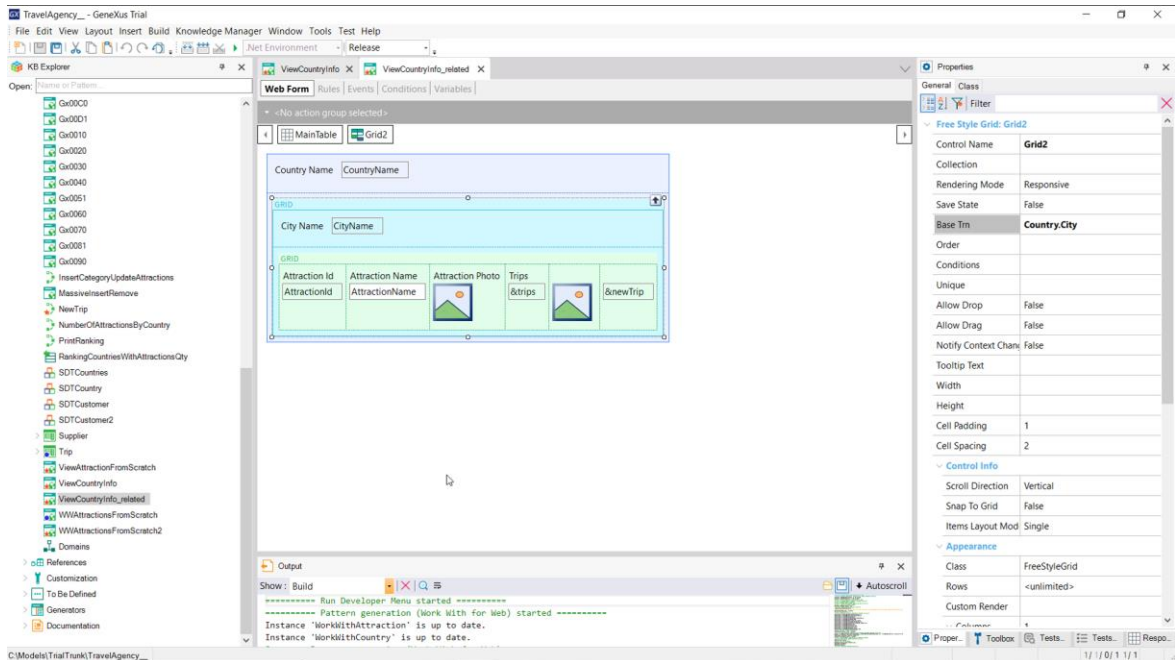 TravelAgency__ - GeneXus Trial
File Edit View Layout Insert Build Knowledge Manager Window Tools Test Help
.Net Environment Release
KB Explorer
Open: Name or Pattern...
Gx00C0
Gx00D1
Gx0010
Gx0020
Gx0030
Gx0040
Gx0051
Gx0060
Gx0070
Gx0081
Gx0090
InsertCategoryUpdateAttractions
MassiveInsertRemove
NewTrip
NumberOfAttractionsByCountry
PrintRanking
RankingCountriesWithAttractionsQty
SDTCountries
SDTCountry
SDTCustomer
SDTCustomer2
Supplier
Trip
ViewAttractionFromScratch
ViewCountryInfo
ViewCountryInfo_related
WWAttractionsFromScratch
WWAttractionsFromScratch2
Domains
References
Customization
To Be Defined
Generators
Documentation
ViewCountryInfo X ViewCountryInfo_related X
Web Form | Rules | Events | Conditions | Variables |
<No action group selected>
MainTable Grid2
Country Name CountryName
GRID
City Name CityName
GRID
Attraction Id Attraction Name Attraction Photo Trips
AttractionId AttractionName &trips &newTrip
Output
Show: Build Autoscroll
========== Run Developer Menu started ==========
========== Pattern generation (Work With for Web) started ==========
Instance 'WorkWithAttraction' is up to date.
Instance 'WorkWithCountry' is up to date.
Properties
General Class
Filter
Free Style Grid: Grid2
Control Name Grid2
Collection
Rendering Mode Responsive
Save State False
Base Trn Country.City
Order
Conditions
Unique
Allow Drop False
Allow Drag False
Notify Context Chang False
Tooltip Text
Width
Height
Cell Padding 1
Cell Spacing 2
Control Info
Scroll Direction Vertical
Snap To Grid False
Items Layout Mod Single
Appearance
Class FreeStyleGrid
Rows <unlimited>
Custom Render
Columns 1
Proper... Toolbox Tests... Tests... Respo...
C:\Models\TrialTrunk\TravelAgency__